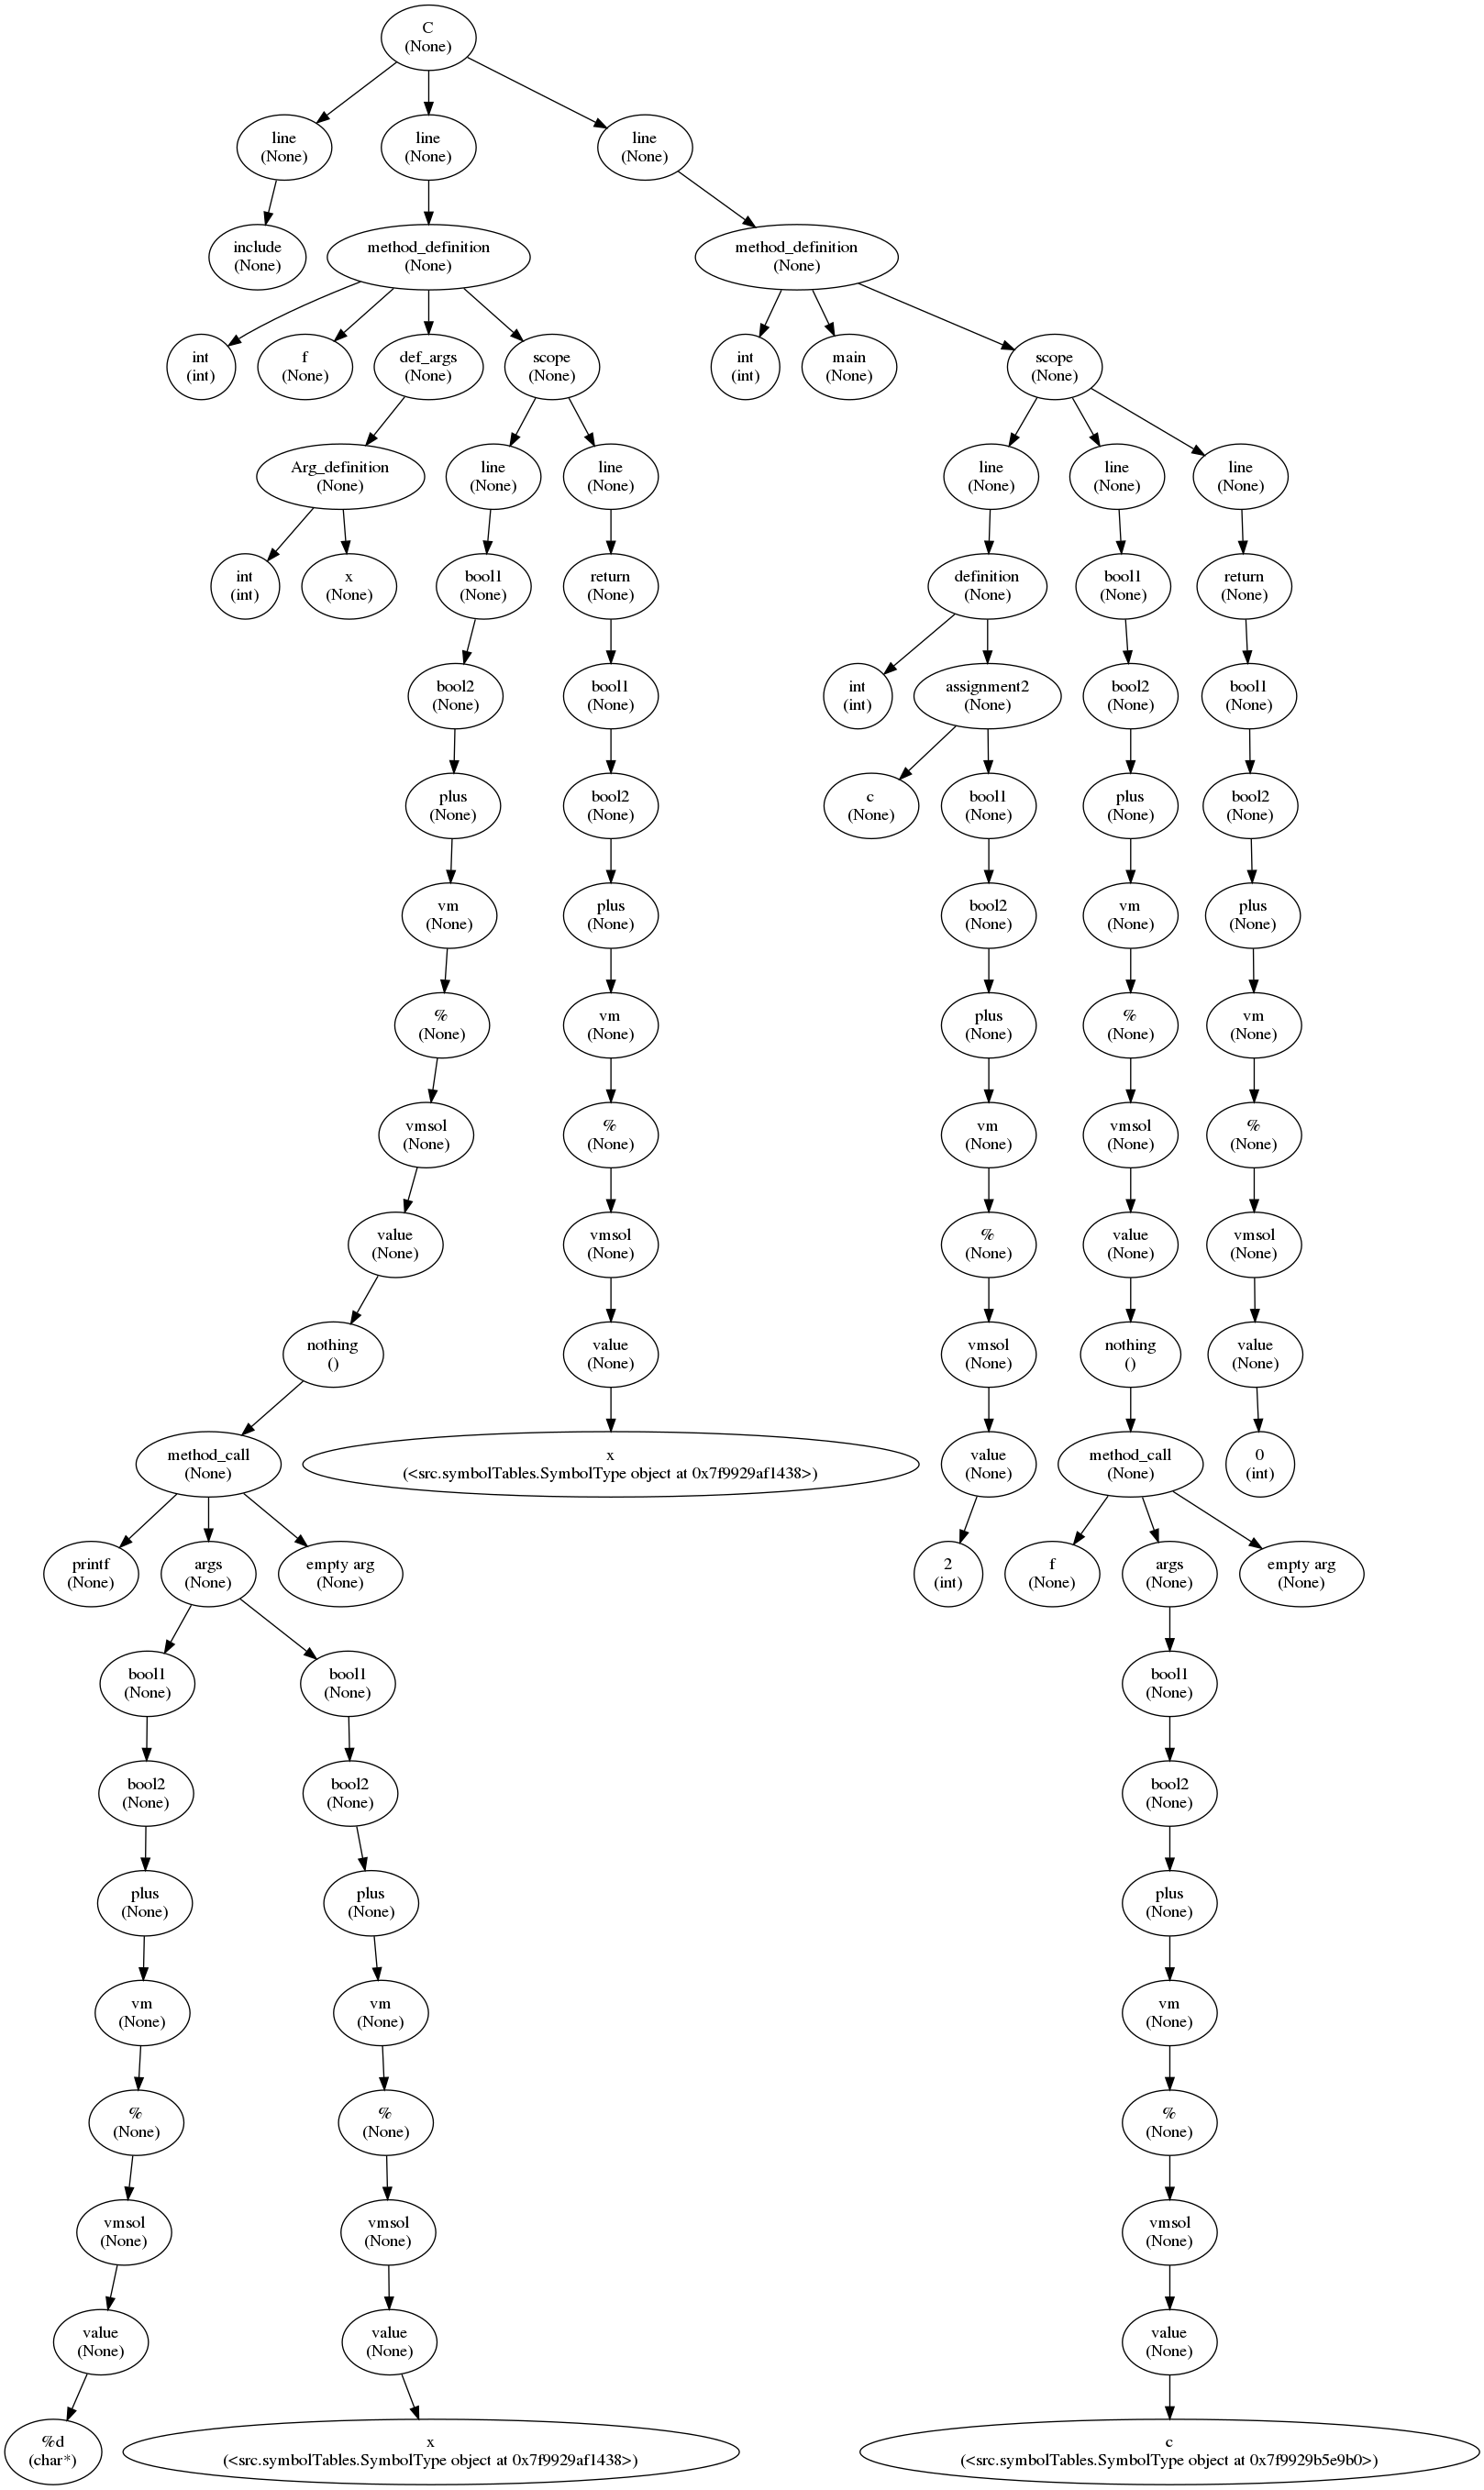 C
(None)
line
(None)
line
(None)
line
(None)
include
(None)
method_definition
(None)
method_definition
(None)
int
(int)
f
(None)
def_args
(None)
scope
(None)
int
(int)
main
(None)
scope
(None)
Arg_definition
(None)
line
(None)
line
(None)
line
(None)
line
(None)
line
(None)
int
(int)
x
(None)
bool1
(None)
return
(None)
definition
(None)
bool1
(None)
return
(None)
bool2
(None)
bool1
(None)
int
(int)
assignment2
(None)
bool2
(None)
bool1
(None)
plus
(None)
bool2
(None)
c
(None)
bool1
(None)
plus
(None)
bool2
(None)
vm
(None)
plus
(None)
bool2
(None)
vm
(None)
plus
(None)
%
(None)
vm
(None)
plus
(None)
%
(None)
vm
(None)
vmsol
(None)
%
(None)
vm
(None)
vmsol
(None)
%
(None)
value
(None)
vmsol
(None)
%
(None)
value
(None)
vmsol
(None)
nothing
()
value
(None)
vmsol
(None)
nothing
()
value
(None)
method_call
(None)
x
(<src.symbolTables.SymbolType object at 0x7f9929af1438>)
value
(None)
method_call
(None)
0
(int)
printf
(None)
args
(None)
empty arg
(None)
2
(int)
f
(None)
args
(None)
empty arg
(None)
bool1
(None)
bool1
(None)
bool1
(None)
bool2
(None)
bool2
(None)
bool2
(None)
plus
(None)
plus
(None)
plus
(None)
vm
(None)
vm
(None)
vm
(None)
%
(None)
%
(None)
%
(None)
vmsol
(None)
vmsol
(None)
vmsol
(None)
value
(None)
value
(None)
value
(None)
%d
(char*)
x
(<src.symbolTables.SymbolType object at 0x7f9929af1438>)
c
(<src.symbolTables.SymbolType object at 0x7f9929b5e9b0>)